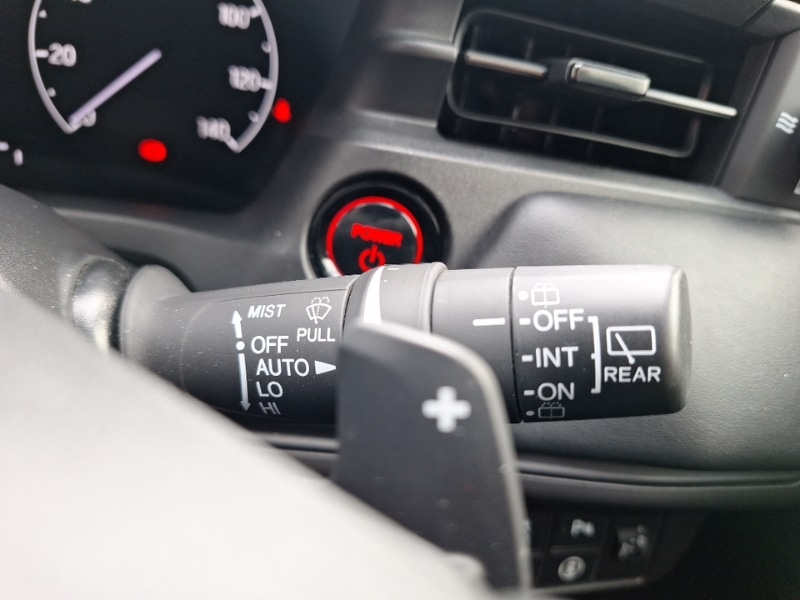 100
20
120
140
POWER
MIST
PULL
OFF
AUTO
LO
HI
OFF
INT
ON
REAR
+